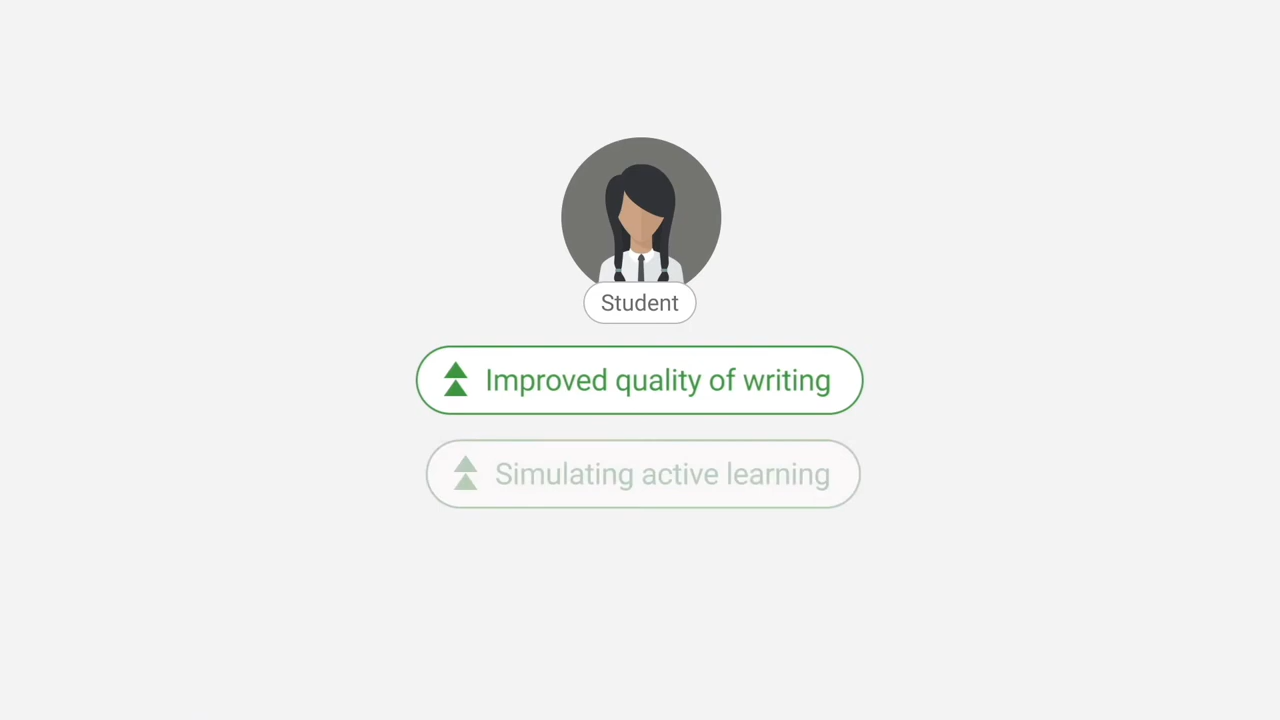 Student
Improved quality of writing
Simulating active learning